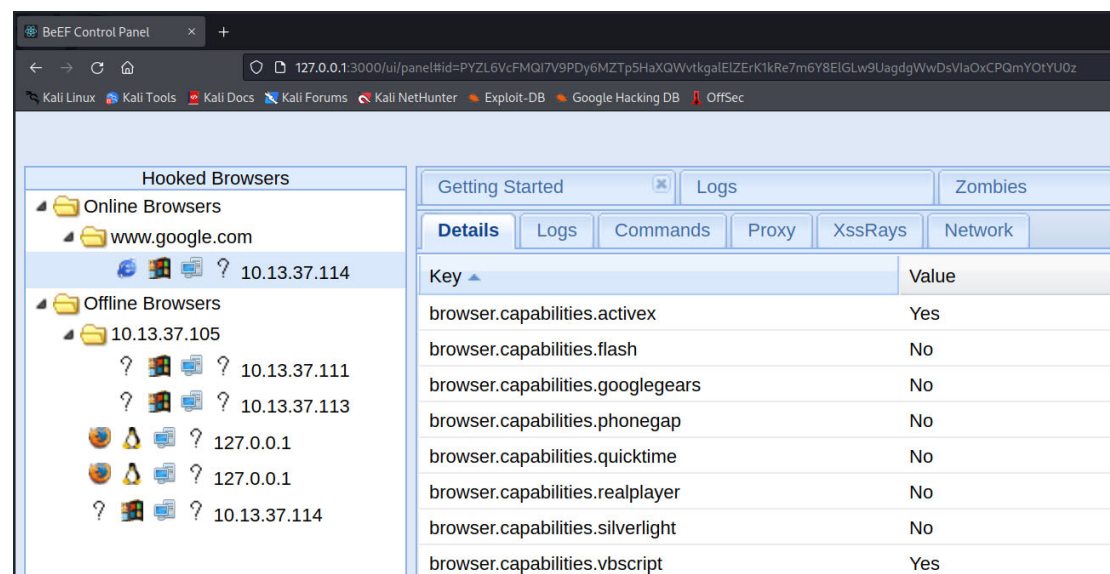 BeEF Control Panel
127.0.0.1:3000/ui/panel#id=PYZL6VcFMQI7V9PDy6MZTp5HaXQWvtkgalElZErK1kRe7m6Y8ElGLw9UagdgWwDsVIaOxCPQmYOtYU0z
Kali Linux Kali Tools Kali Docs Kali Forums Kali NetHunter Exploit-DB Google Hacking DB OffSec
Hooked Browsers
Online Browsers
www.google.com
10.13.37.114
Offline Browsers
10.13.37.105
? 10.13.37.111
? 10.13.37.113
127.0.0.1
127.0.0.1
? 10.13.37.114
Getting Started Logs Zombies
Details Logs Commands Proxy XssRays Network
Key Value
browser.capabilities.activex Yes
browser.capabilities.flash No
browser.capabilities.googlegears No
browser.capabilities.phonegap No
browser.capabilities.quicktime No
browser.capabilities.realplayer No
browser.capabilities.silverlight No
browser.capabilities.vbscript Yes